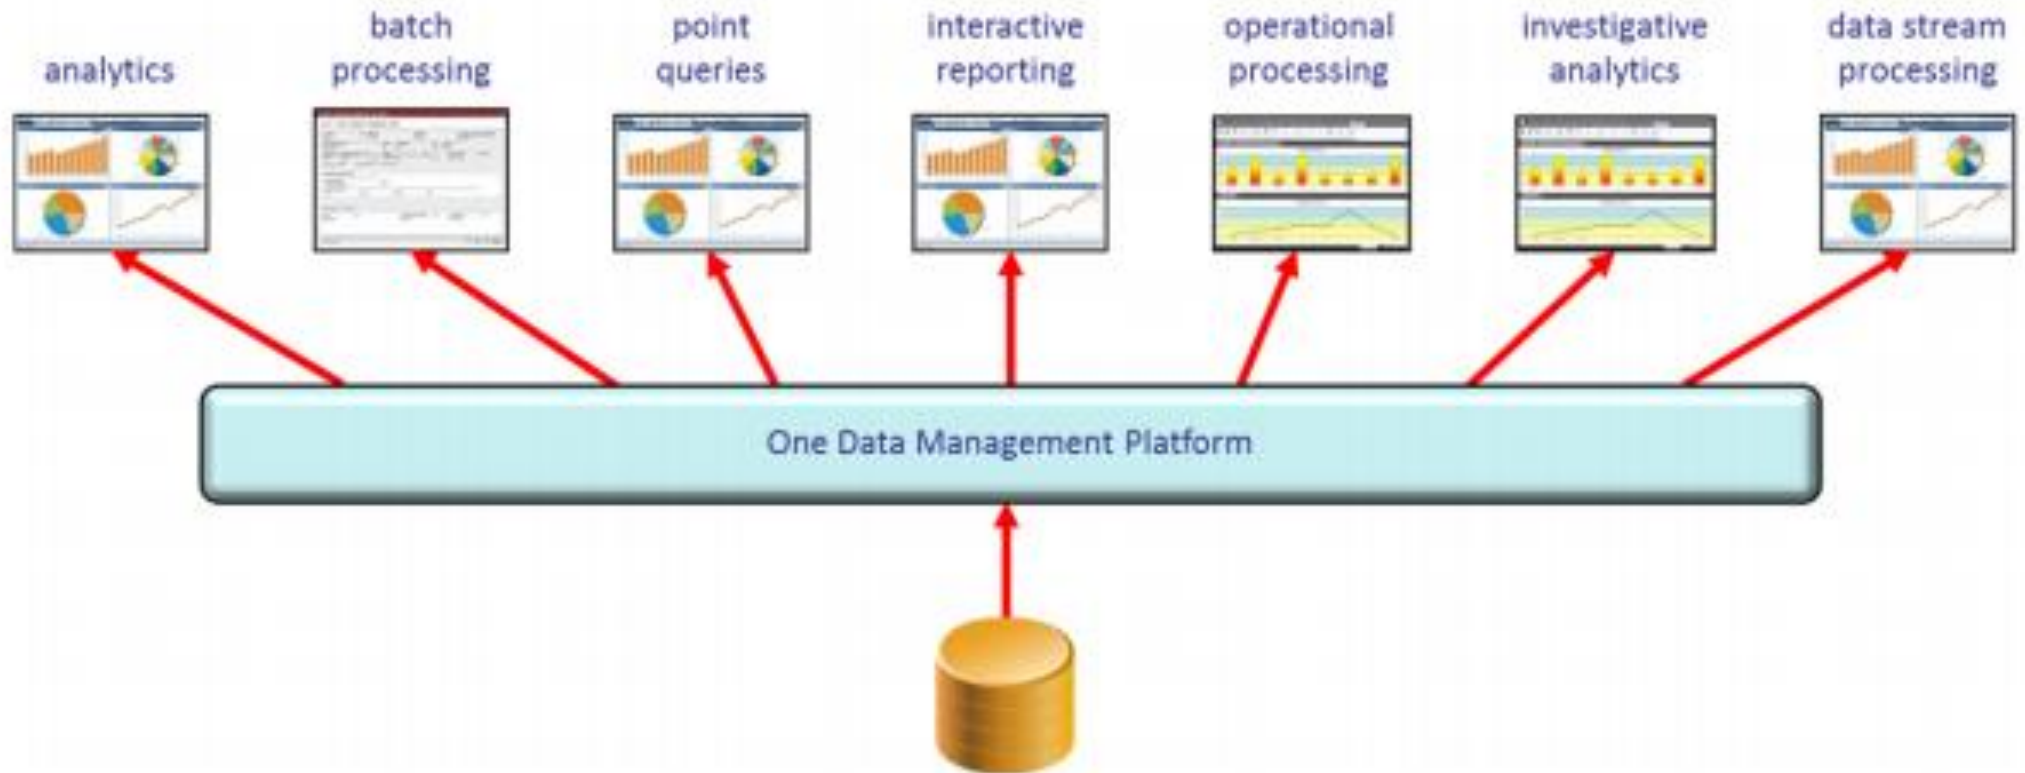 analytics
batch
processing
point
queries
interactive
reporting
operational
processing
investigative
analytics
data stream
processing
One Data Management Platform